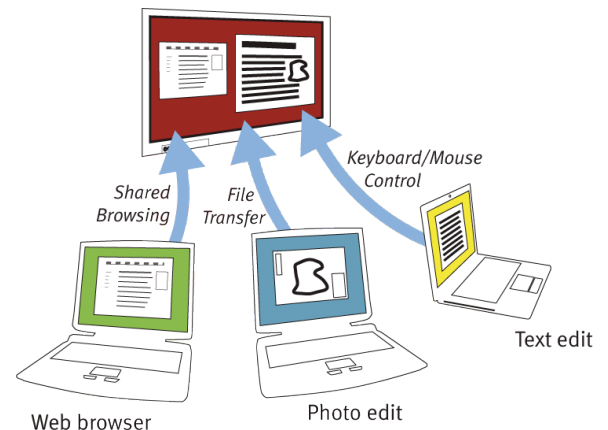 Keyboard/Mouse
Control
Shared
Browsing
File
Transfer
Text edit
Photo edit
Web browser